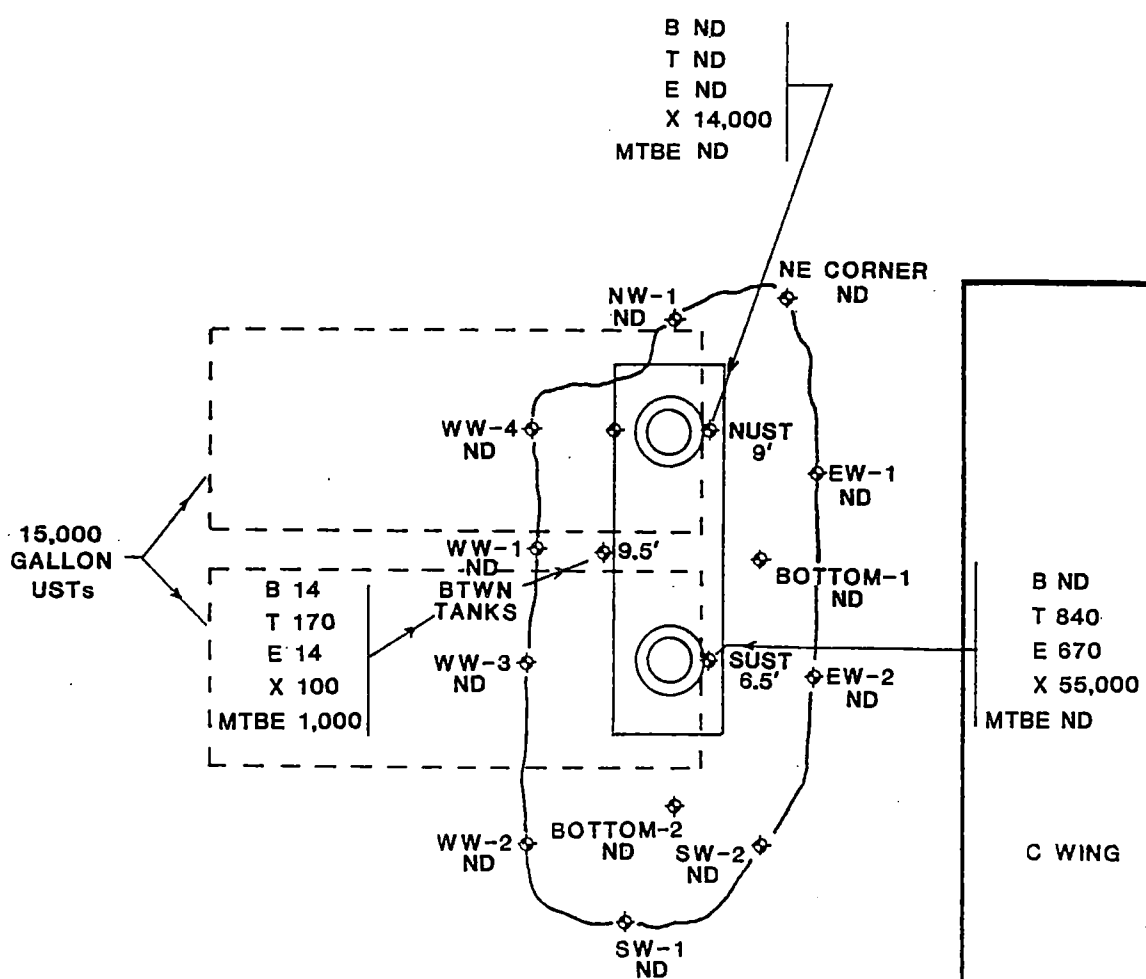 B ND
T ND
E ND
X 14,000
MTBE ND
NE CORNER
ND
NW-1
ND
WW-4
ND
NUST
9'
EW-1
ND
15,000
GALLON
USTs
WW-1
ND
9.5'
BTWN
TANKS
BOTTOM-1
ND
B 14
T 170
E 14
X 100
MTBE 1,000
B ND
T 840
E 670
X 55,000
MTBE ND
WW-3
ND
SUST
6.5'
EW-2
ND
WW-2
ND
BOTTOM-2
ND
SW-2
ND
C WING
SW-1
ND